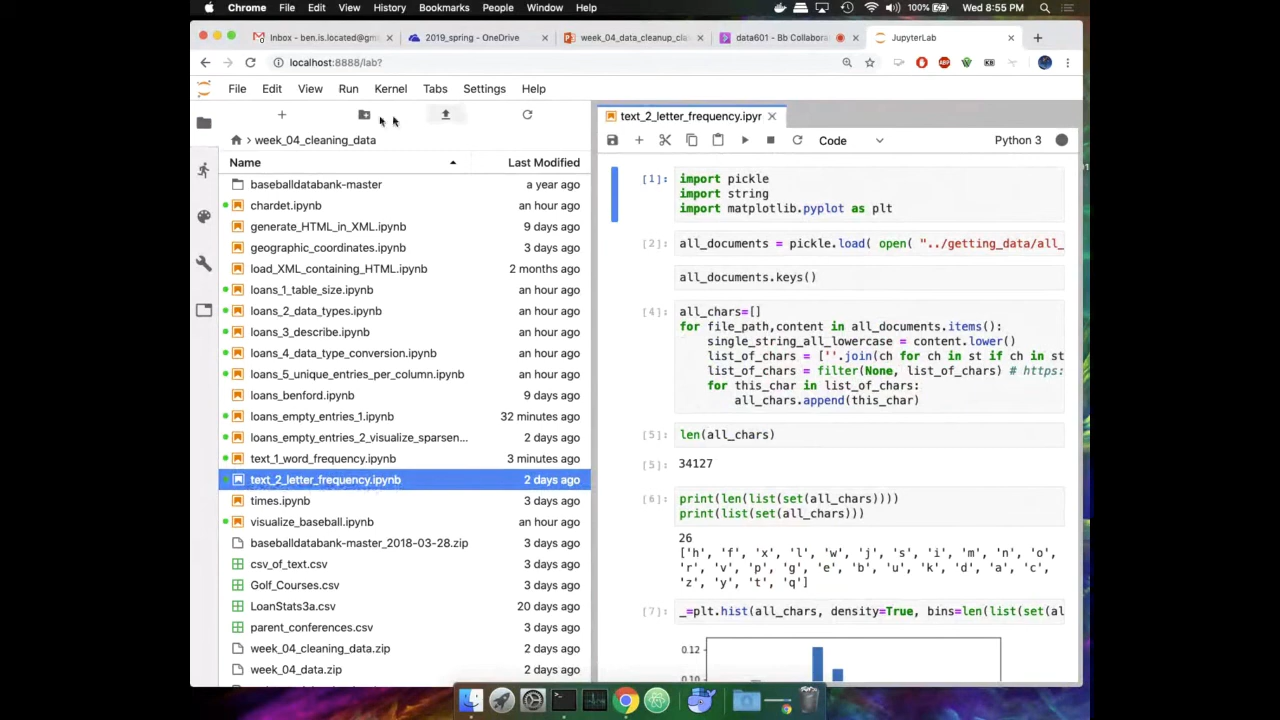 Chrome File Edit View History Bookmarks People Window Help 100% Wed 8:55 PM
Inbox - ben.is.located@gm 2019_spring - OneDrive week_04_data_cleanup_cla data601 - Bb Collabora JupyterLab
localhost:8888/lab?
File Edit View Run Kernel Tabs Settings Help
text_2_letter_frequency.ipyr
week_04_cleaning_data
Code Python 3
Name Last Modified
baseballdatabank-master a year ago
chardet.ipynb an hour ago
generate_HTML_in_XML.ipynb 9 days ago
geographic_coordinates.ipynb 3 days ago
load_XML_containing_HTML.ipynb 2 months ago
loans_1_table_size.ipynb an hour ago
loans_2_data_types.ipynb an hour ago
loans_3_describe.ipynb an hour ago
loans_4_data_type_conversion.ipynb an hour ago
loans_5_unique_entries_per_column.ipynb an hour ago
loans_benford.ipynb 9 days ago
loans_empty_entries_1.ipynb 32 minutes ago
loans_empty_entries_2_visualize_sparsen... 2 days ago
text_1_word_frequency.ipynb 3 minutes ago
text_2_letter_frequency.ipynb 2 days ago
times.ipynb 3 days ago
visualize_baseball.ipynb an hour ago
baseballdatabank-master_2018-03-28.zip 3 days ago
csv_of_text.csv 3 days ago
Golf_Courses.csv 3 days ago
LoanStats3a.csv 20 days ago
parent_conferences.csv 3 days ago
week_04_cleaning_data.zip 2 days ago
week_04_data.zip 2 days ago
[1]: import pickle
import string
import matplotlib.pyplot as plt
[2]: all_documents = pickle.load( open( "../getting_data/all_
all_documents.keys()
[4]: all_chars=[]
for file_path,content in all_documents.items():
single_string_all_lowercase = content.lower()
list_of_chars = [''.join(ch for ch in st if ch in st
list_of_chars = filter(None, list_of_chars) # https:
for this_char in list_of_chars:
all_chars.append(this_char)
[5]: len(all_chars)
[5]: 34127
[6]: print(len(list(set(all_chars))))
print(list(set(all_chars)))
26
['h', 'f', 'x', 'l', 'w', 'j', 's', 'i', 'm', 'n', 'o',
'r', 'v', 'p', 'g', 'e', 'b', 'u', 'k', 'd', 'a', 'c',
'z', 'y', 't', 'q']
[7]: _=plt.hist(all_chars, density=True, bins=len(list(set(al
0.12
0.10